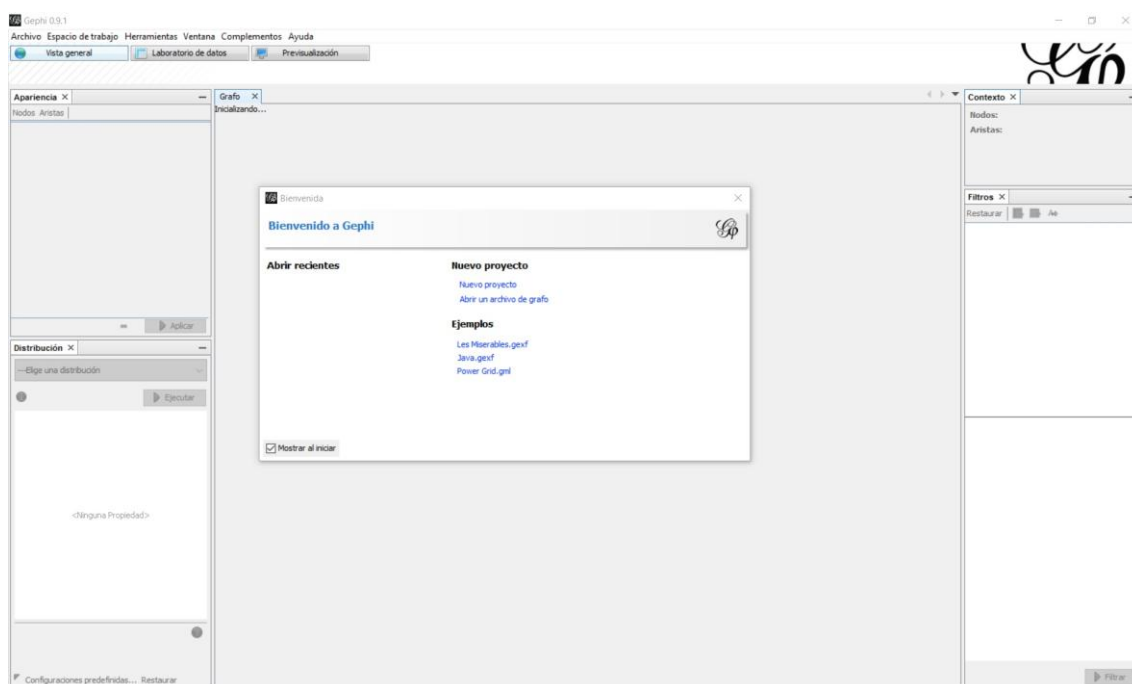 Gephi 0.9.1
Archivo Espacio de trabajo Herramientas Ventana Complementos Ayuda
Vista general Laboratorio de datos Previsualización
Apariencia
Nodos Aristas
Aplicar
Distribución
---Elige una distribución
Ejecutar
<Ninguna Propiedad>
Configuraciones predefinidas... Restaurar
Grafo
Inicializando...
Bienvenida
Bienvenido a Gephi
Abrir recientes
Nuevo proyecto
Nuevo proyecto
Abrir un archivo de grafo
Ejemplos
Les Miserables.gexf
Java.gexf
Power Grid.gml
Mostrar al iniciar
Contexto
Nodos:
Aristas:
Filtros
Restaurar
Filtrar